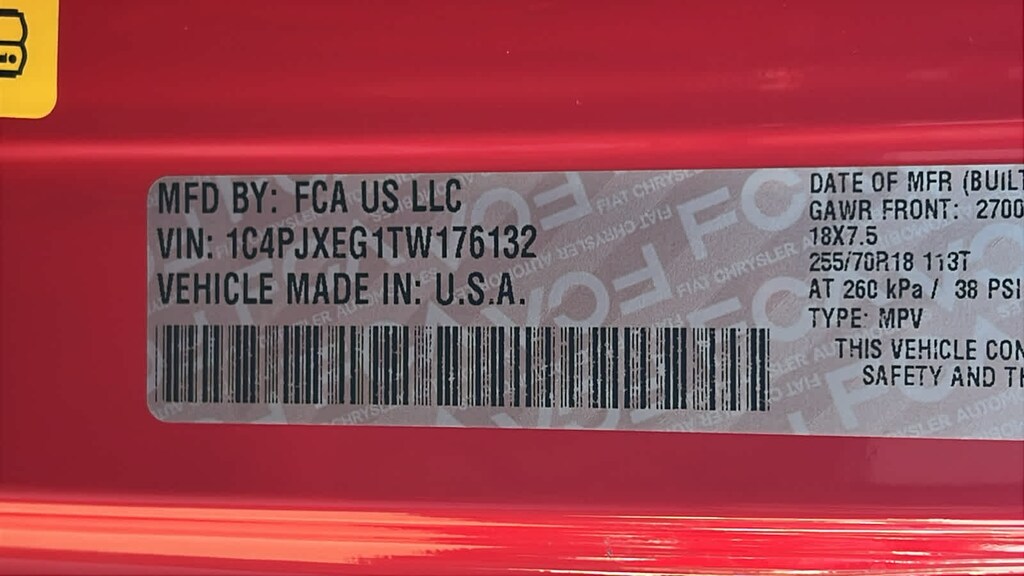 MFD BY: FCA US LLC
VIN: 1C4PJXEG1TW176132
VEHICLE MADE IN: U.S.A.
DATE OF MFR (BUILT
GAWR FRONT: 2700
18X7.5
255/70R18 113T
AT 260 kPa / 38 PSI
TYPE: MPV
THIS VEHICLE CON
SAFETY AND TH